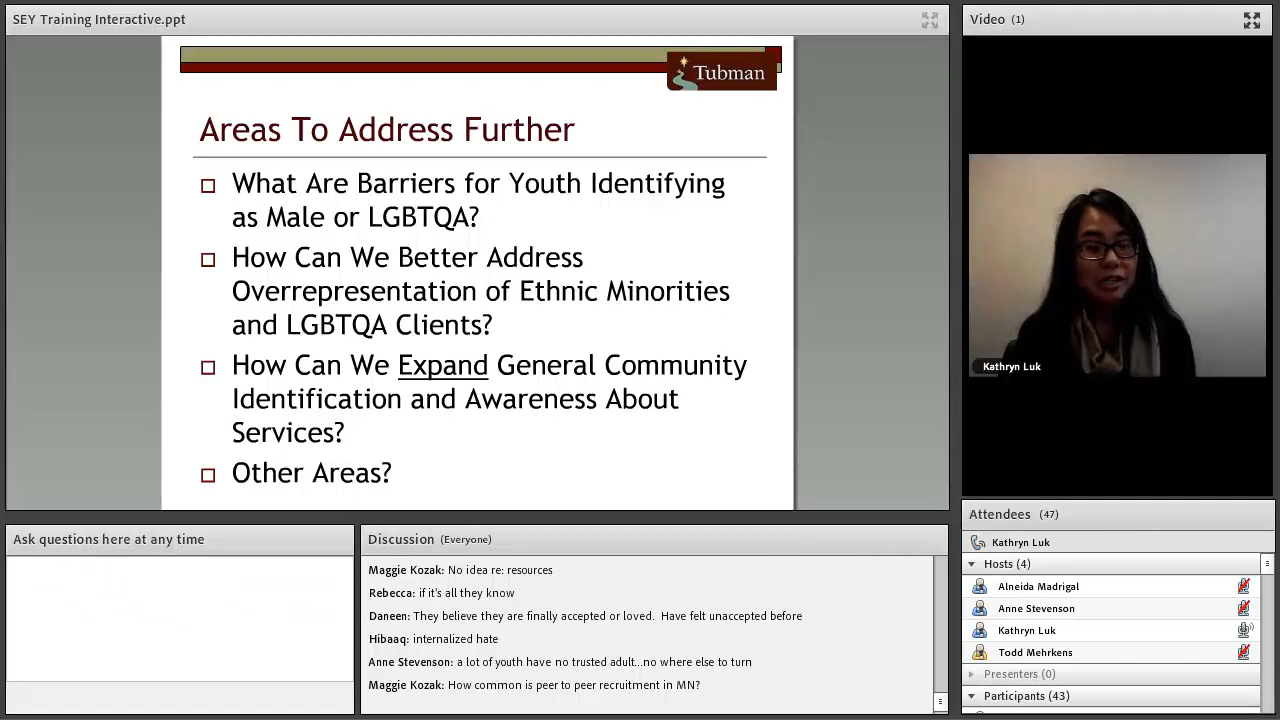 SEY Training Interactive.ppt
Tubman
Areas To Address Further
What Are Barriers for Youth Identifying
as Male or LGBTQA?
How Can We Better Address
Overrepresentation of Ethnic Minorities
and LGBTQA Clients?
How Can We Expand General Community
Identification and Awareness About
Services?
Other Areas?
Video (1)
Kathryn Luk
Attendees (47)
Kathryn Luk
Hosts (4)
Alneida Madrigal
Anne Stevenson
Kathryn Luk
Todd Mehrkens
Presenters (0)
Participants (43)
Ask questions here at any time
Discussion (Everyone)
Maggie Kozak: No idea re: resources
Rebecca: if it's all they know
Daneen: They believe they are finally accepted or loved. Have felt unaccepted before
Hibaaq: internalized hate
Anne Stevenson: a lot of youth have no trusted adult...no where else to turn
Maggie Kozak: How common is peer to peer recruitment in MN?